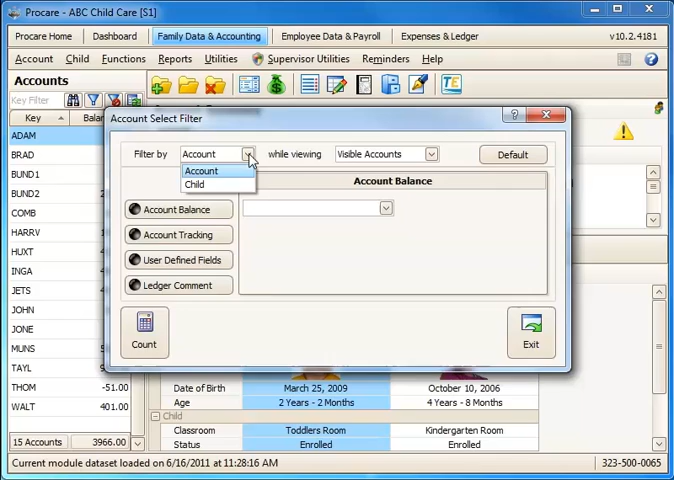 Procare - ABC Child Care [S1]
Procare Home Dashboard Family Data & Accounting Employee Data & Payroll Expenses & Ledger v10.2.4181
Account Child Functions Reports Utilities Supervisor Utilities Reminders Help
Accounts
TE
Key Filter
Key Balan
ADAM
BRAD
BUND1
BUND2
COMB
HARRV
HUXT
INGA
JETS
JOHN
JONE
MUNS
TAYL
THOM -51.00
WALT 401.00
15 Accounts 3966.00
Account Select Filter
Filter by Account while viewing Visible Accounts Default
Account
Child
Account Balance
Account Balance
Account Tracking
User Defined Fields
Ledger Comment
Count
Exit
Date of Birth March 25, 2009 October 10, 2006
Age 2 Years - 2 Months 4 Years - 8 Months
Child
Classroom Toddlers Room Kindergarten Room
Status Enrolled Enrolled
Current module dataset loaded on 6/16/2011 at 11:28:16 AM 323-500-0065